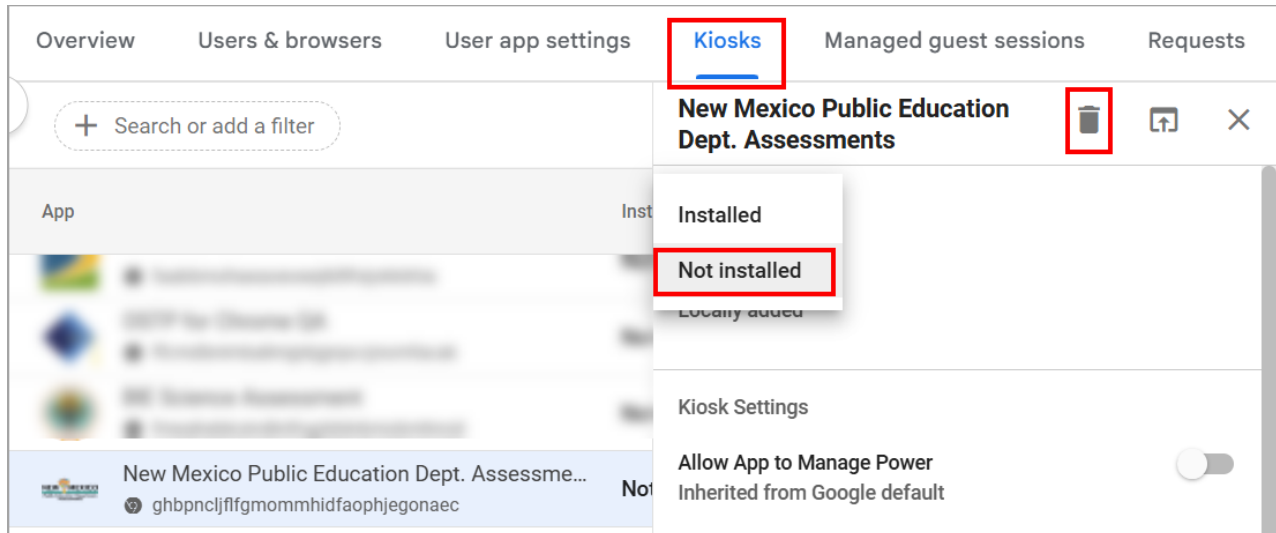 Overview Users & browsers User app settings Kiosks Managed guest sessions Requests
Search or add a filter
New Mexico Public Education
Dept. Assessments
App
Inst
Installed
Not installed
Locally added
Kiosk Settings
Allow App to Manage Power
Inherited from Google default
New Mexico Public Education Dept. Assessme...
Not
ghbpncljflfgmommhidfaophjegonaec